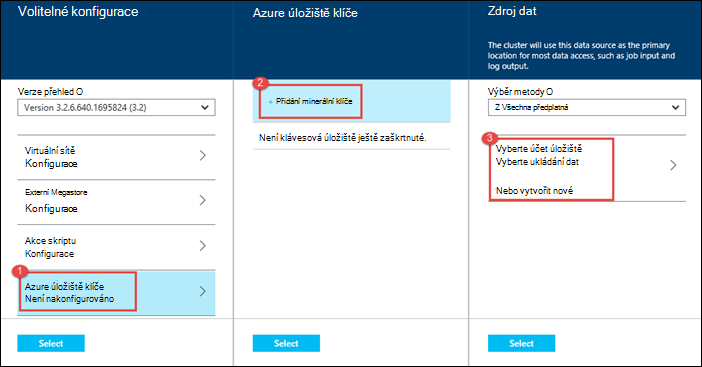 Volitelné konfigurace
Verze přehled O
Version 3.2.6.640.1695824 (3.2)
Virtuální sítě
Konfigurace
Externí Megastore
Konfigurace
Akce skriptu
Konfigurace
1
Azure úložiště klíče
Není nakonfigurováno
Select
Azure úložiště klíče
2
+ Přidání minerální klíče
Není klávesová úložiště ještě zaškrtnuté.
Select
Zdroj dat
The cluster will use this data source as the primary
location for most data access, such as job input and
log output.
Výběr metody O
Z Všechna předplatná
3
Vyberte účet úložiště
Vyberte ukládání dat
Nebo vytvořit nové
Select